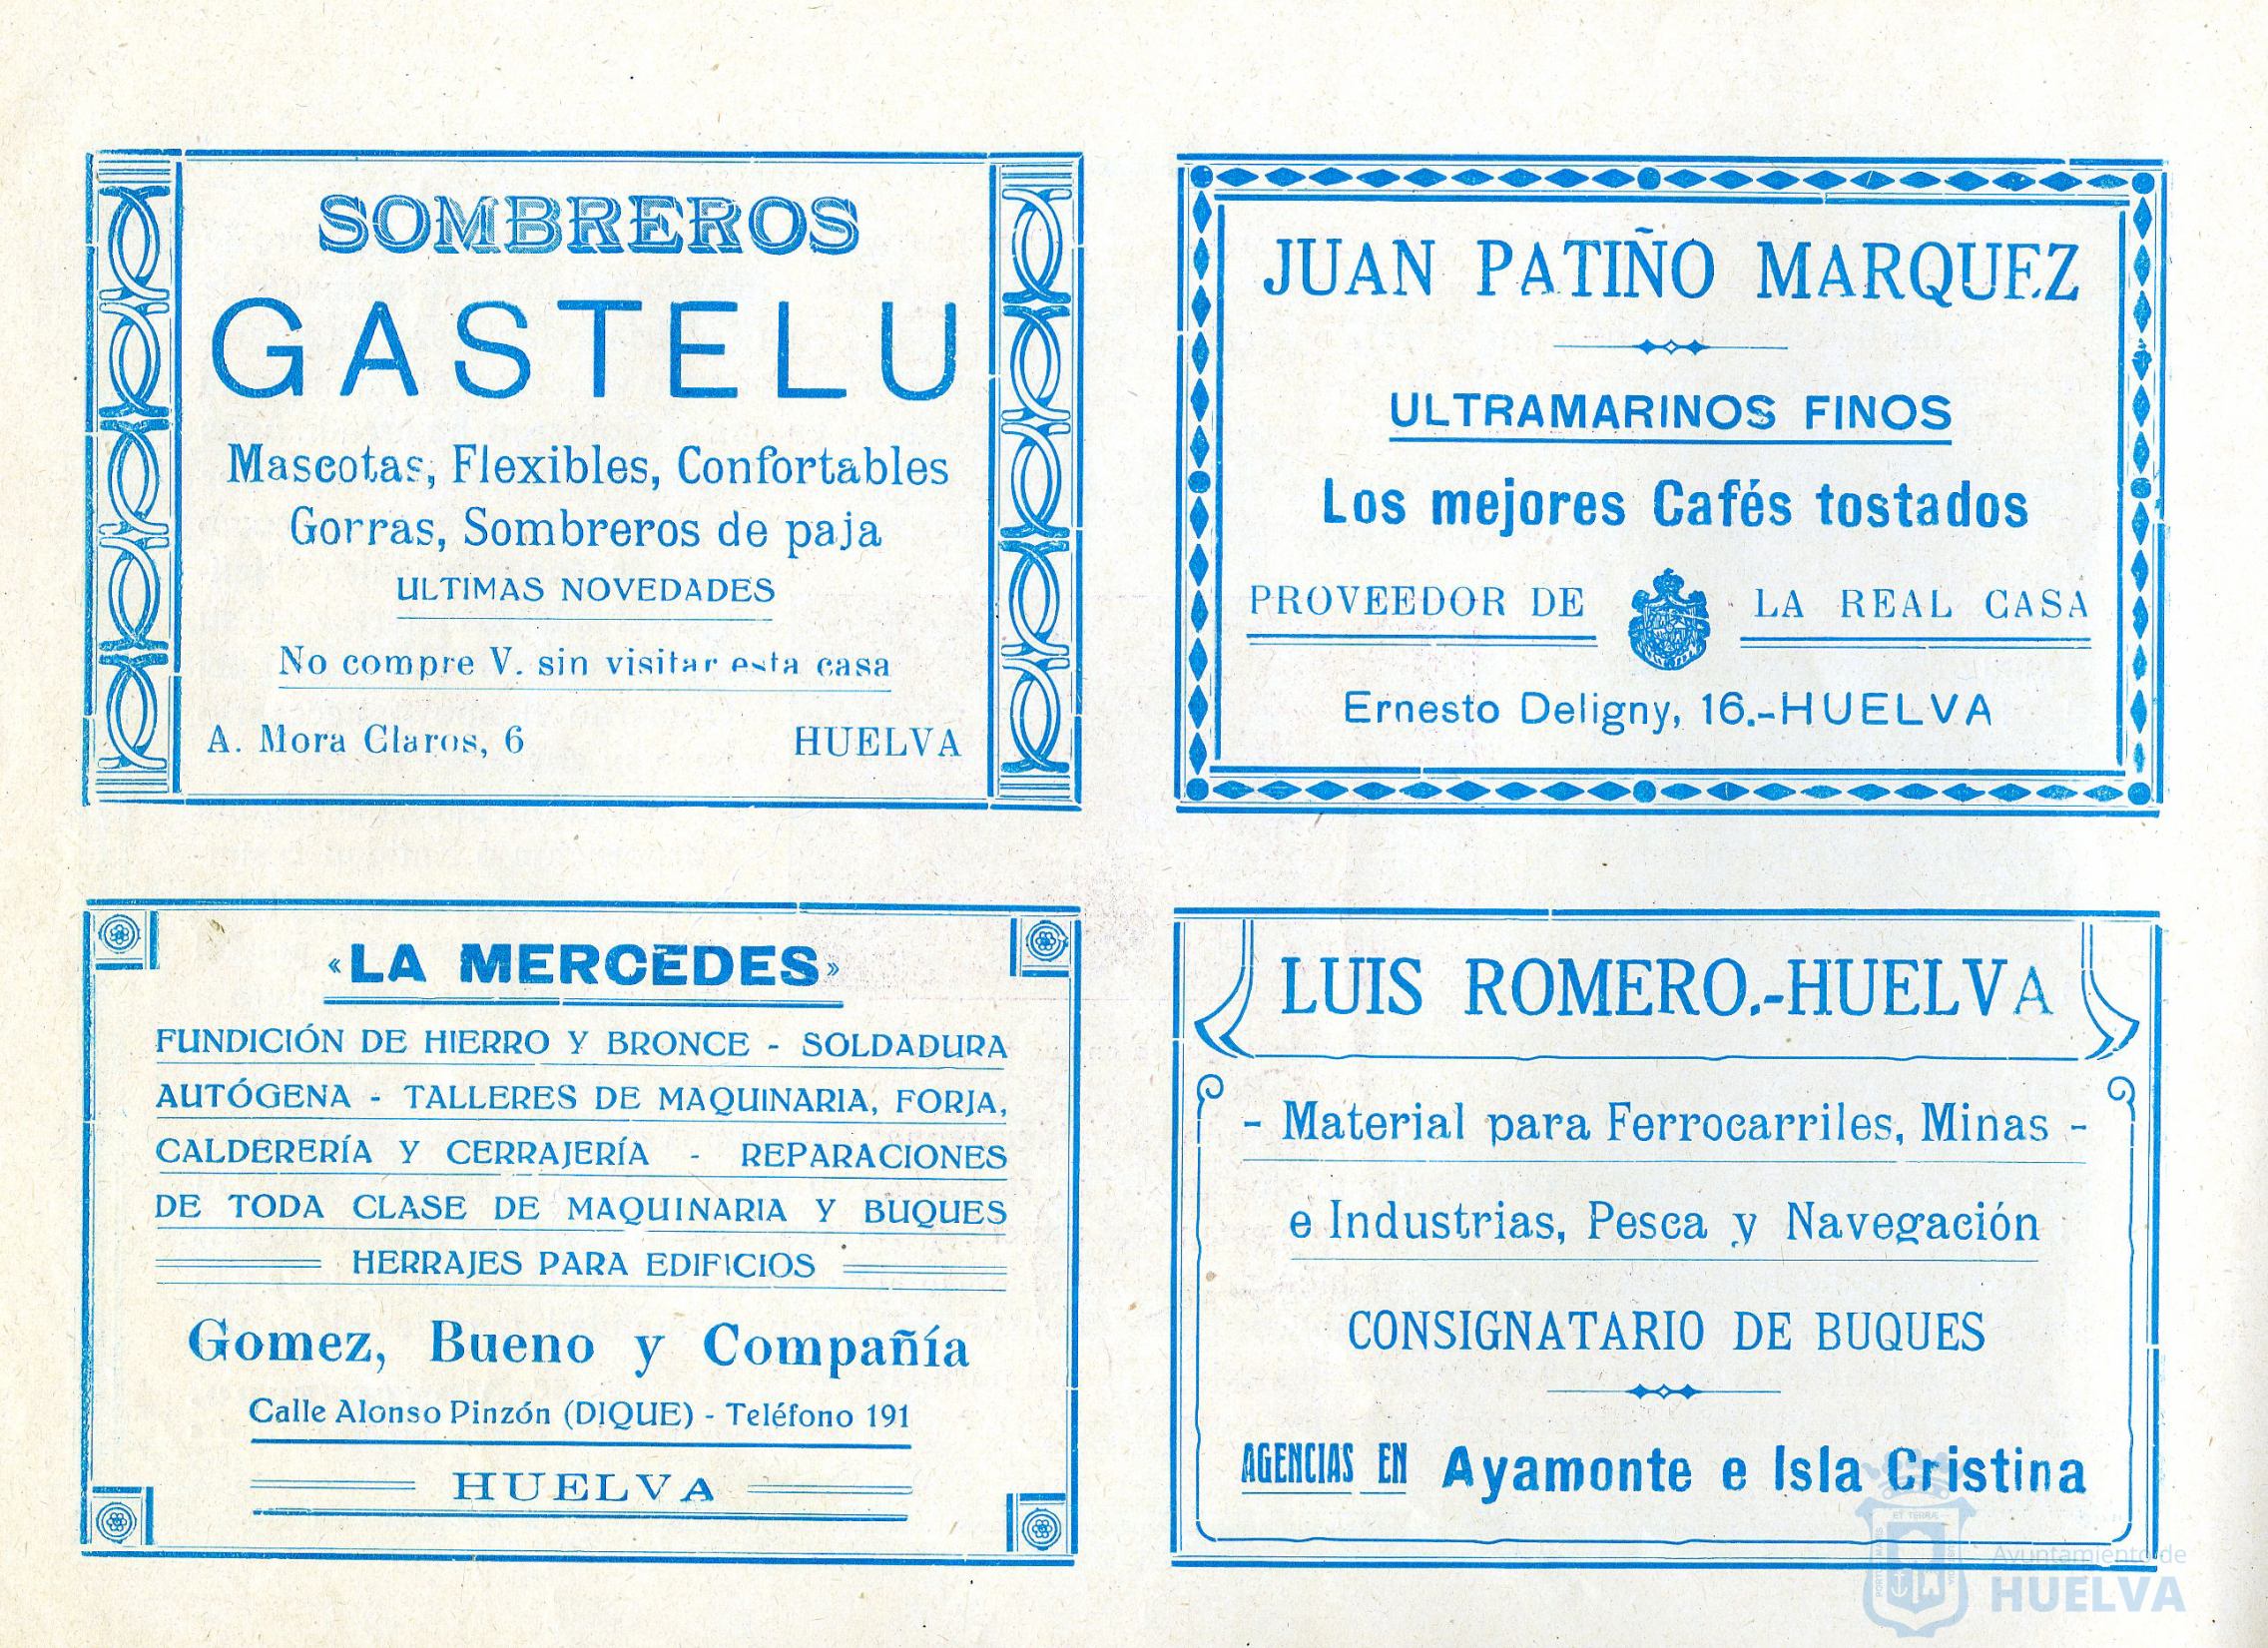 SOMBREROS
GASTELU
Mascotas, Flexibles, Confortables
Gorras, Sombreros de paja
ULTIMAS NOVEDADES
No compre V. sin visitar esta casa
A. Mora Claros, 6 HUELVA
JUAN PATIÑO MARQUEZ
ULTRAMARINOS FINOS
Los mejores Cafés tostados
PROVEEDOR DE LA REAL CASA
Ernesto Deligny, 16.-HUELVA
«LA MERCEDES»
FUNDICIÓN DE HIERRO Y BRONCE - SOLDADURA
AUTÓGENA - TALLERES DE MAQUINARIA, FORJA,
CALDERERÍA Y CERRAJERÍA - REPARACIONES
DE TODA CLASE DE MAQUINARIA Y BUQUES
HERRAJES PARA EDIFICIOS
Gomez, Bueno y Compañía
Calle Alonso Pinzón (DIQUE) - Teléfono 191
HUELVA
LUIS ROMERO.-HUELVA
- Material para Ferrocarriles, Minas -
e Industrias, Pesca y Navegación
CONSIGNATARIO DE BUQUES
AGENCIAS EN Ayamonte e Isla Cristina
Ayuntamiento de
HUELVA